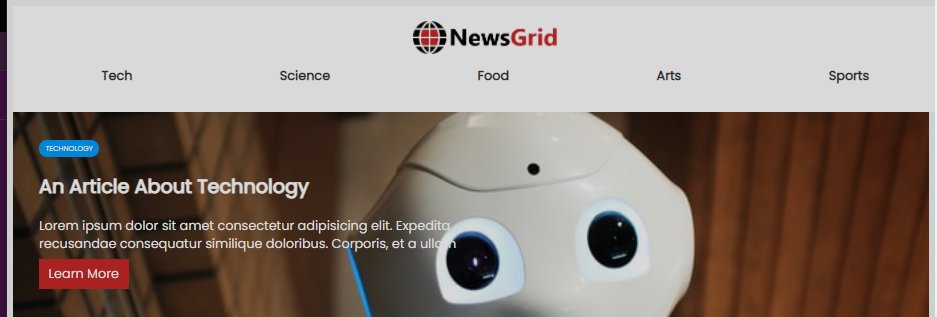 NewsGrid
Tech Science Food Arts Sports
TECHNOLOGY
An Article About Technology
Lorem ipsum dolor sit amet consectetur adipisicing elit. Expedita
recusandae consequatur similique doloribus. Corporis, et a ullam
Learn More